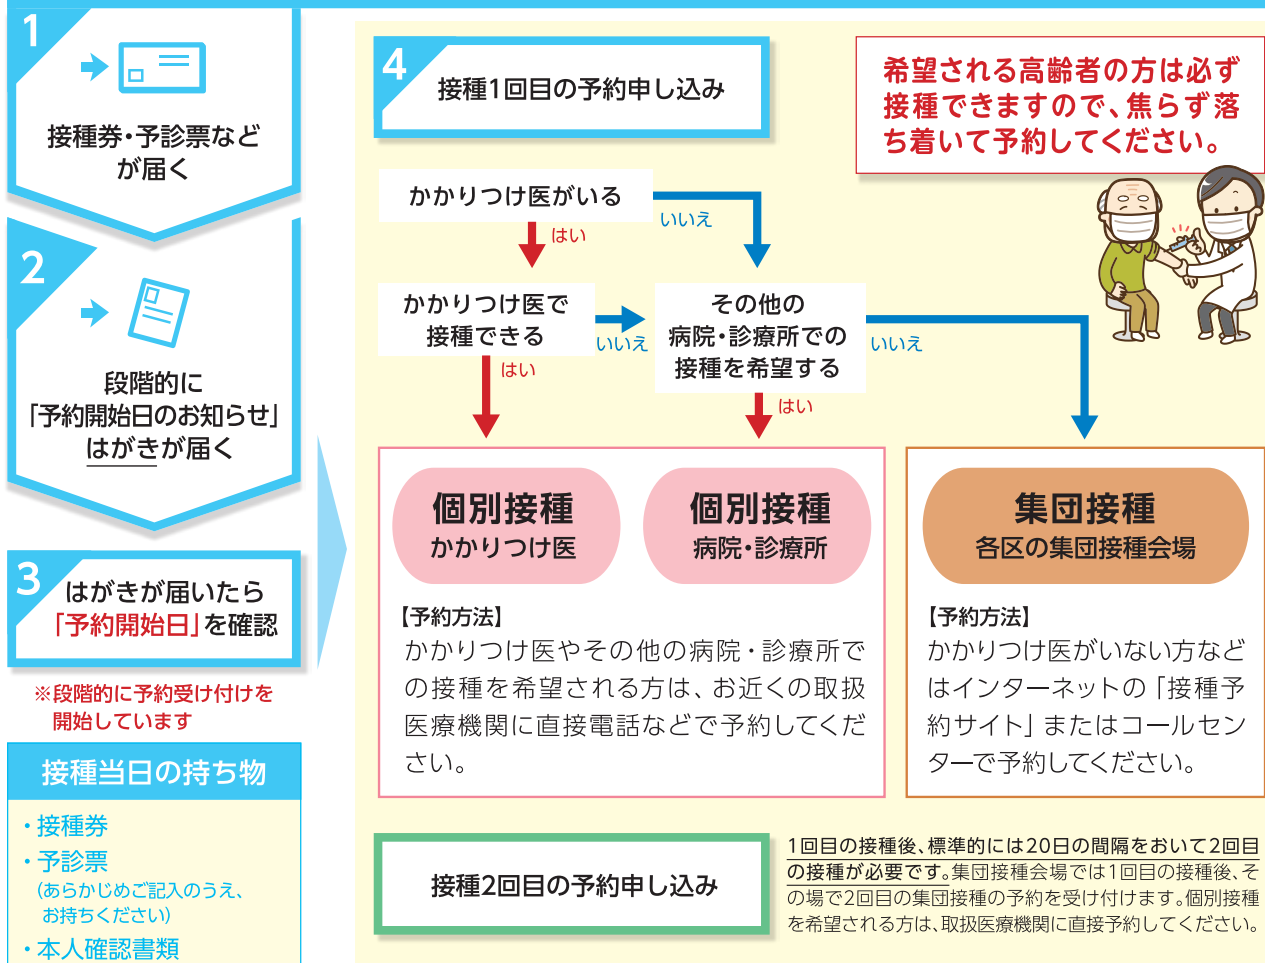 1
接種券・予診票など
が届く
2
段階的に
「予約開始日のお知らせ」
はがきが届く
3
はがきが届いたら
「予約開始日」を確認
※段階的に予約受け付けを
開始しています
接種当日の持ち物
・接種券
・予診票
（あらかじめご記入のうえ、
お持ちください）
・本人確認書類
4
接種1回目の予約申し込み
希望される高齢者の方は必ず
接種できますので、焦らず落
ち着いて予約してください。
かかりつけ医がいる
いいえ
はい
かかりつけ医で
接種できる
いいえ
はい
その他の
病院・診療所での
接種を希望する
いいえ
はい
個別接種
かかりつけ医
個別接種
病院・診療所
【予約方法】
かかりつけ医やその他の病院・診療所で
の接種を希望される方は、お近くの取扱
医療機関に直接電話などで予約してくだ
さい。
集団接種
各区の集団接種会場
【予約方法】
かかりつけ医がいない方など
はインターネットの「接種予
約サイト」またはコールセン
ターで予約してください。
接種2回目の予約申し込み
1回目の接種後、標準的には20日の間隔をおいて2回目
の接種が必要です。集団接種会場では1回目の接種後、そ
の場で2回目の集団接種の予約を受け付けます。個別接種
を希望される方は、取扱医療機関に直接予約してください。